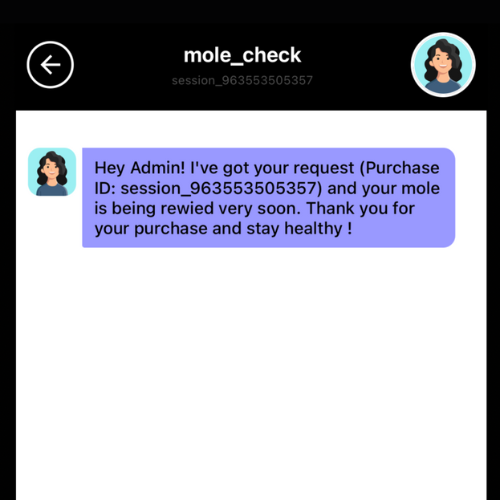 mole_check
session_963553505357
Hey Admin! I've got your request (Purchase
ID: session_963553505357) and your mole
is being rewied very soon. Thank you for
your purchase and stay healthy !